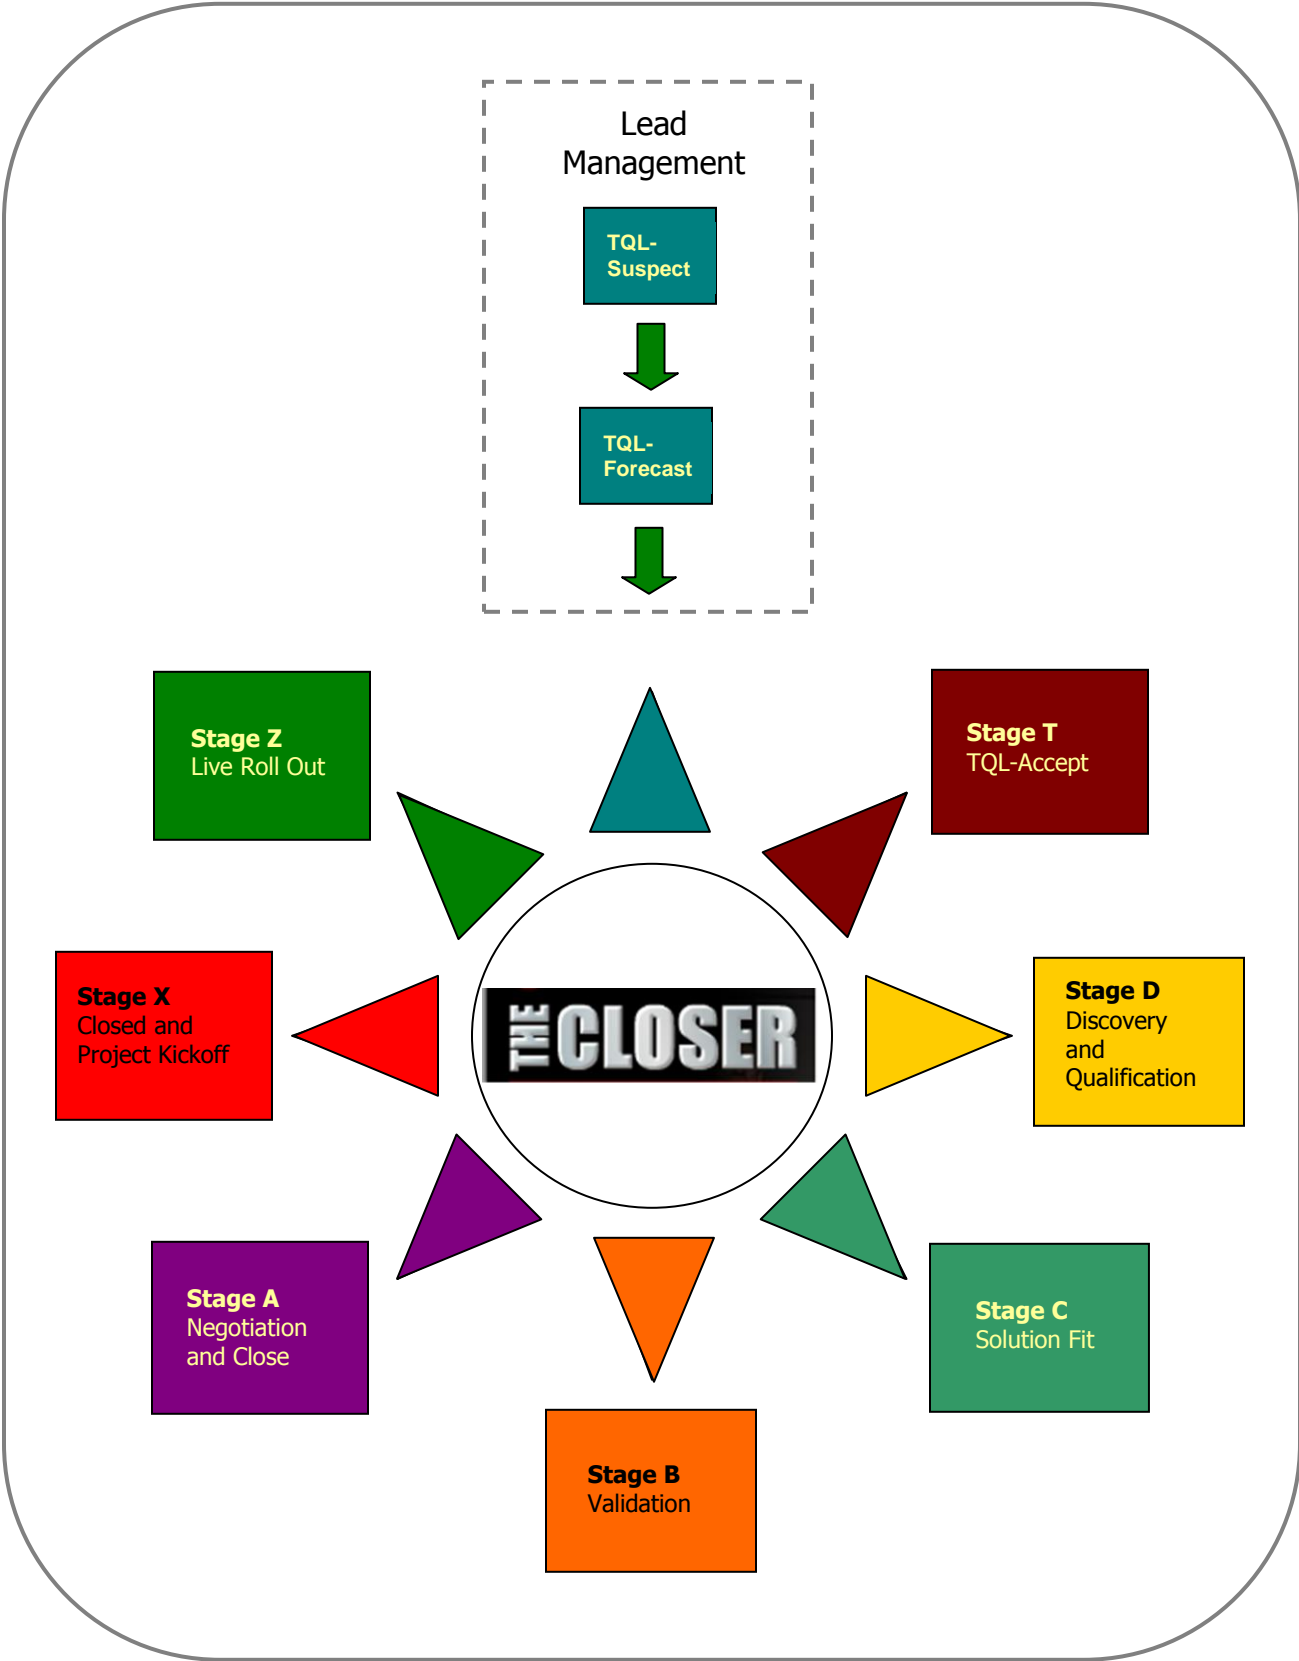 Lead
Management
TQL-
Suspect
TQL-
Forecast
Stage Z
Live Roll Out
Stage T
TQL-Accept
Stage X
Closed and
Project Kickoff
THE CLOSER
Stage D
Discovery
and
Qualification
Stage A
Negotiation
and Close
Stage C
Solution Fit
Stage B
Validation